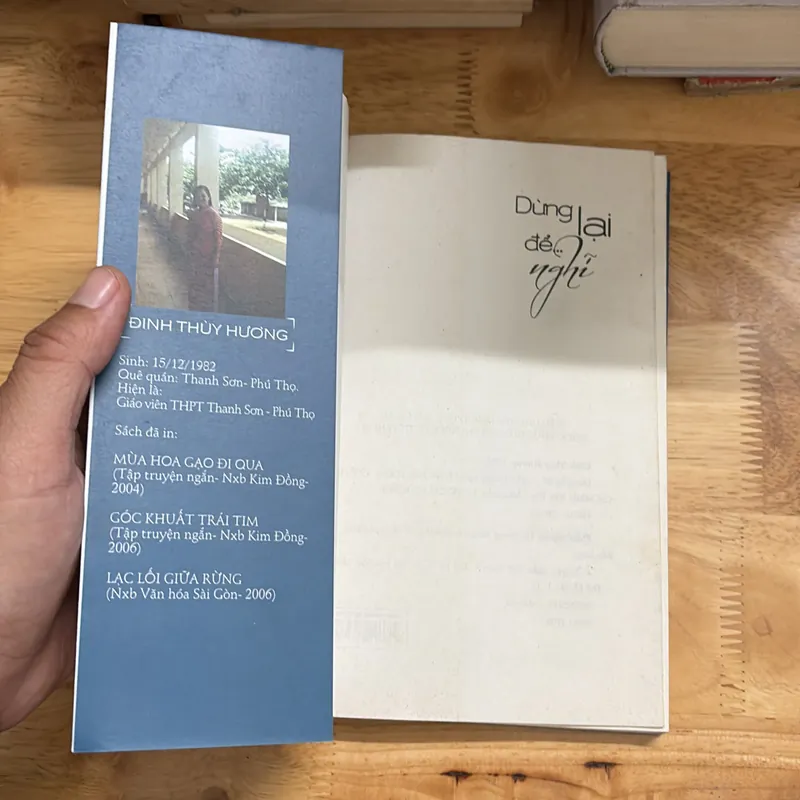 ĐINH THÙY HƯƠNG
Sinh: 15/12/1982
Quê quán: Thanh Sơn- Phú Thọ.
Hiện là:
Giáo viên THPT Thanh Sơn - Phú Thọ
Sách đã in:
MÙA HOA GẠO ĐI QUA
(Tập truyện ngắn- Nxb Kim Đồng-
2004)
GÓC KHUẤT TRÁI TIM
(Tập truyện ngắn- Nxb Kim Đồng-
2006)
LẠC LỐI GIỮA RỪNG
(Nxb Văn hóa Sài Gòn- 2006)
Dừng lại
để...
nghĩ